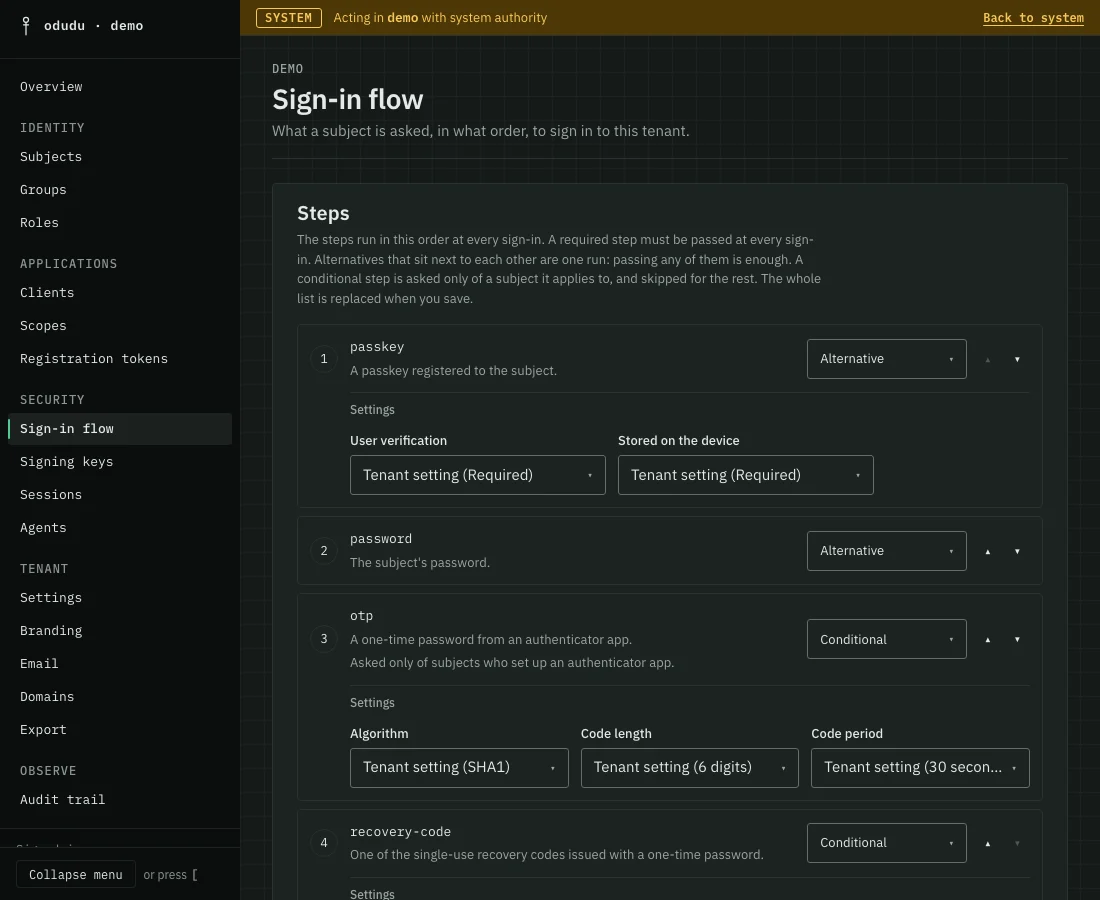 odudu · demo
SYSTEM Acting in demo with system authority Back to system
Overview
IDENTITY
Subjects
Groups
Roles
APPLICATIONS
Clients
Scopes
Registration tokens
SECURITY
Sign-in flow
Signing keys
Sessions
Agents
TENANT
Settings
Branding
Email
Domains
Export
OBSERVE
Audit trail
Collapse menu or press [
DEMO
Sign-in flow
What a subject is asked, in what order, to sign in to this tenant.
Steps
The steps run in this order at every sign-in. A required step must be passed at every sign-
in. Alternatives that sit next to each other are one run: passing any of them is enough. A
conditional step is asked only of a subject it applies to, and skipped for the rest. The whole
list is replaced when you save.
1 passkey Alternative
A passkey registered to the subject.
Settings
User verification Stored on the device
Tenant setting (Required) Tenant setting (Required)
2 password Alternative
The subject's password.
3 otp Conditional
A one-time password from an authenticator app.
Asked only of subjects who set up an authenticator app.
Settings
Algorithm Code length Code period
Tenant setting (SHA1) Tenant setting (6 digits) Tenant setting (30 secon...
4 recovery-code Conditional
One of the single-use recovery codes issued with a one-time password.
Settings